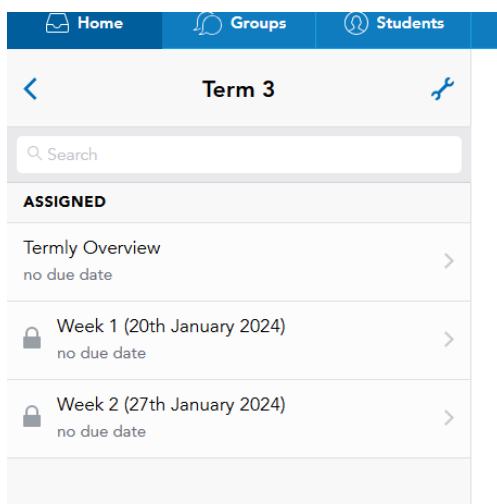 Home Groups Students
Term 3
Search
ASSIGNED
Termly Overview
no due date
Week 1 (20th January 2024)
no due date
Week 2 (27th January 2024)
no due date